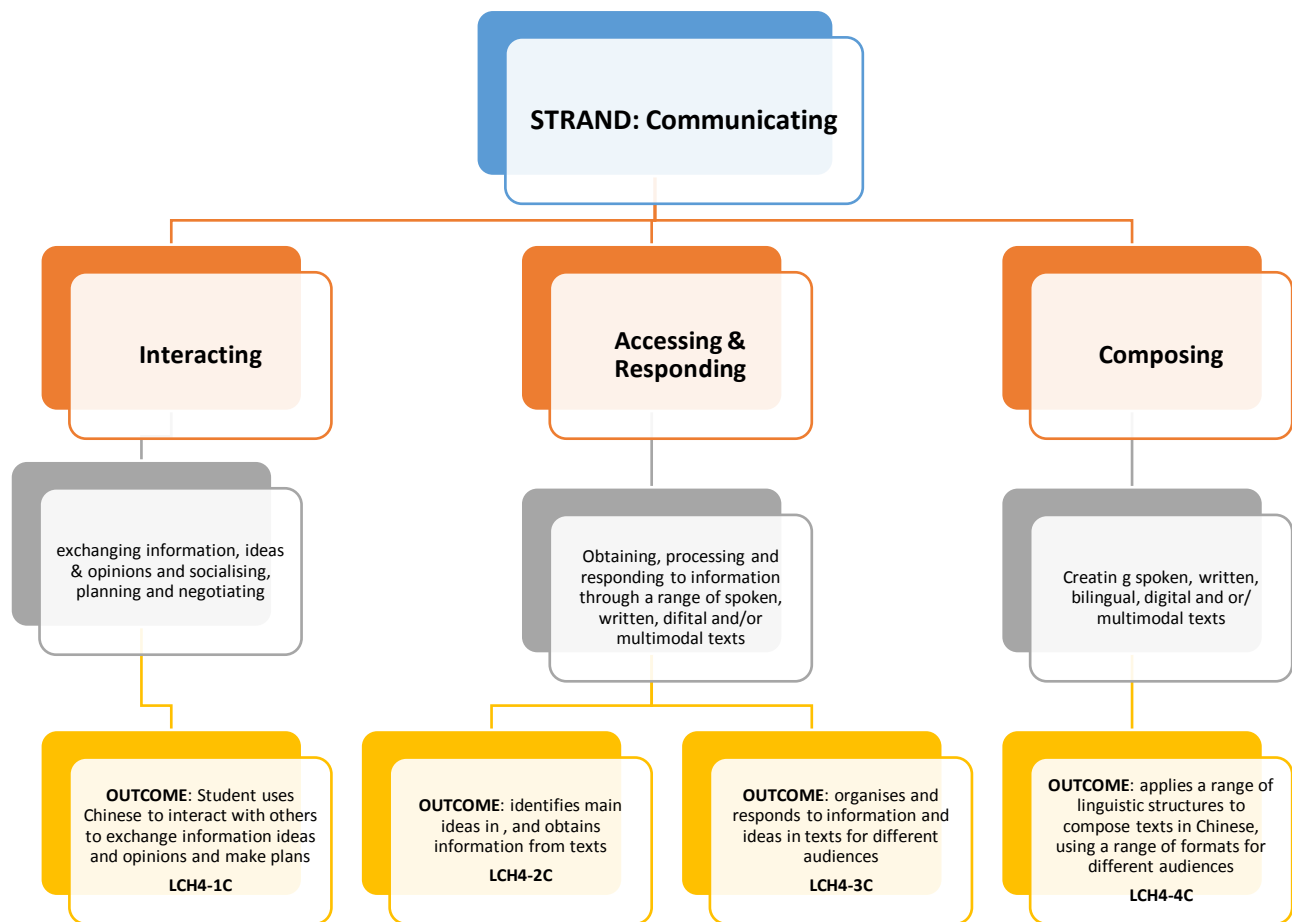 STRAND: Communicating
Interacting
Accessing &
Responding
Composing
exchanging information, ideas
& opinions and socialising,
planning and negotiating
Obtaining, processing and
responding to information
through a range of spoken,
written, difital and/or
multimodal texts
Creatin g spoken, written,
bilingual, digital and or/
multimodal texts
OUTCOME: Student uses
Chinese to interact with others
to exchange information ideas
and opinions and make plans
LCH4-1C
OUTCOME: identifies main
ideas in , and obtains
information from texts
LCH4-2C
OUTCOME: organises and
responds to information and
ideas in texts for different
audiences
LCH4-3C
OUTCOME: applies a range of
linguistic structures to
compose texts in Chinese,
using a range of formats for
different audiences
LCH4-4C